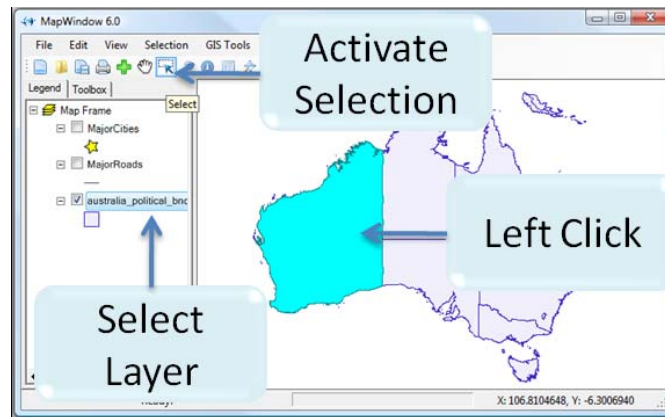 MapWindow 6.0
File Edit View Selection GIS Tools
Activate
Selection
Legend Toolbox
Select
Map Frame
MajorCities
MajorRoads
australia_political_bnd
Left Click
Select
Layer
X: 106.8104648, Y: -6.3006940